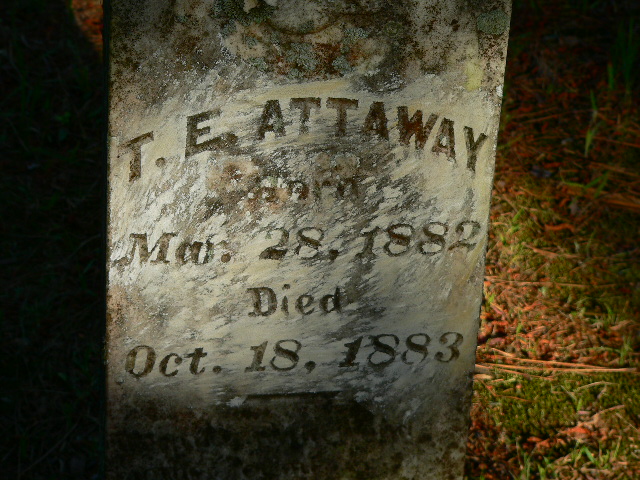 T. E. ATTAWAY
Born
Mar. 28, 1882
Died
Oct. 18, 1883